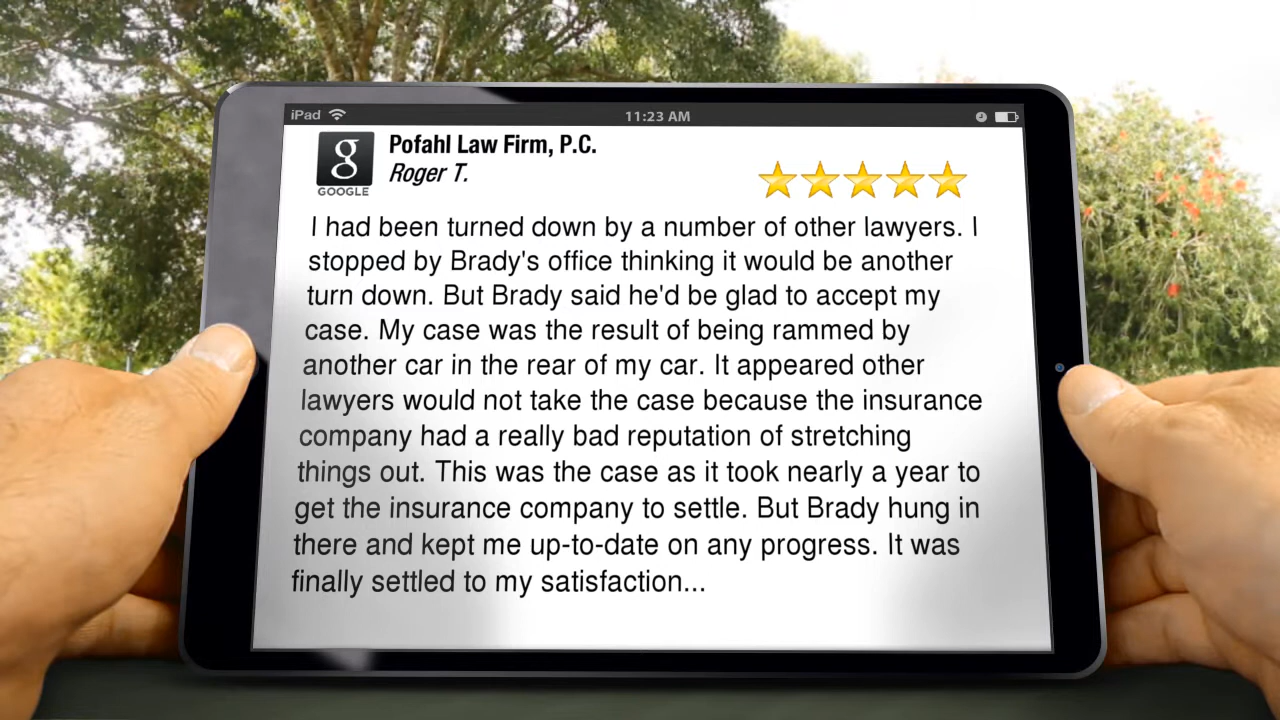 iPad
11:23 AM
g
GOOGLE
Pofahl Law Firm, P.C.
Roger T.
I had been turned down by a number of other lawyers. I
stopped by Brady's office thinking it would be another
turn down. But Brady said he'd be glad to accept my
case. My case was the result of being rammed by
another car in the rear of my car. It appeared other
lawyers would not take the case because the insurance
company had a really bad reputation of stretching
things out. This was the case as it took nearly a year to
get the insurance company to settle. But Brady hung in
there and kept me up-to-date on any progress. It was
finally settled to my satisfaction...